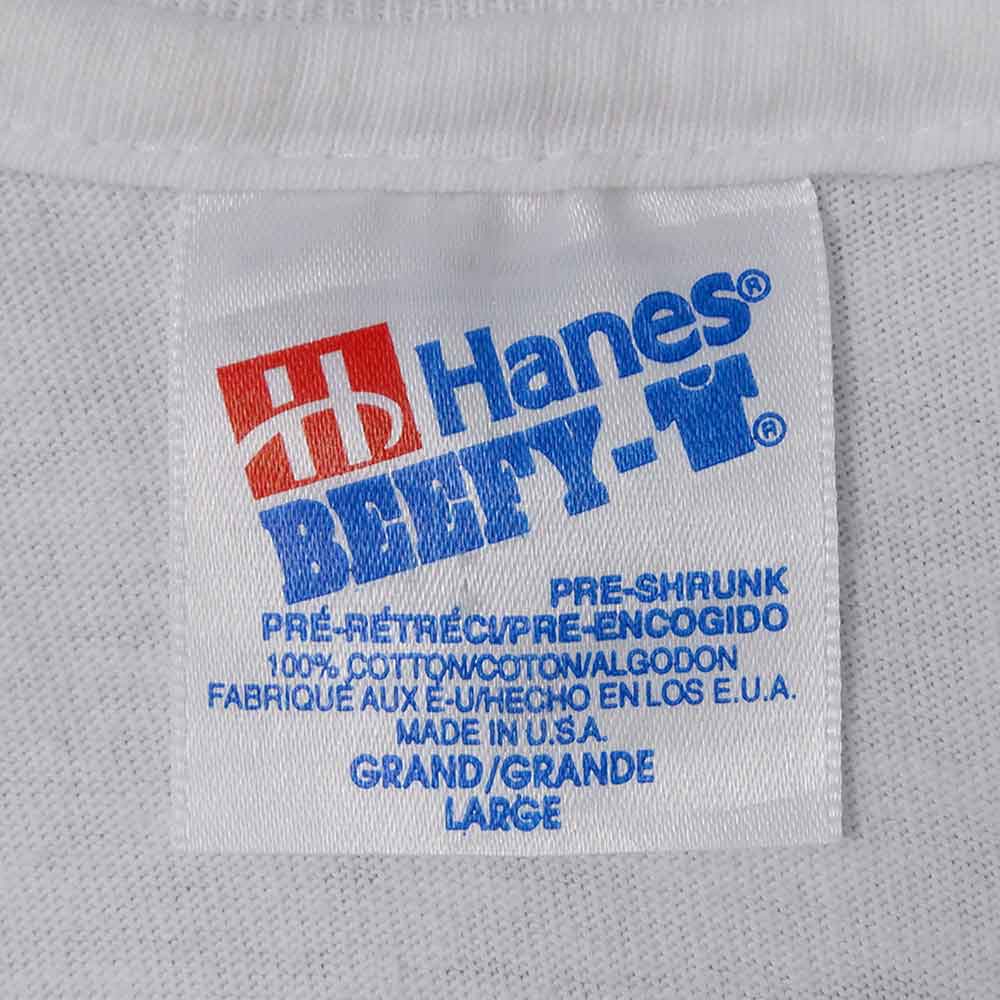 Hanes®
BEEFY-T®
PRE-SHRUNK
PRÉ-RÉTRÉCI/PRE-ENCOGIDO
100% COTTON/COTON/ALGODON
FABRIQUÉ AUX É-U/HECHO EN LOS E.U.A.
MADE IN U.S.A.
GRAND/GRANDE
LARGE